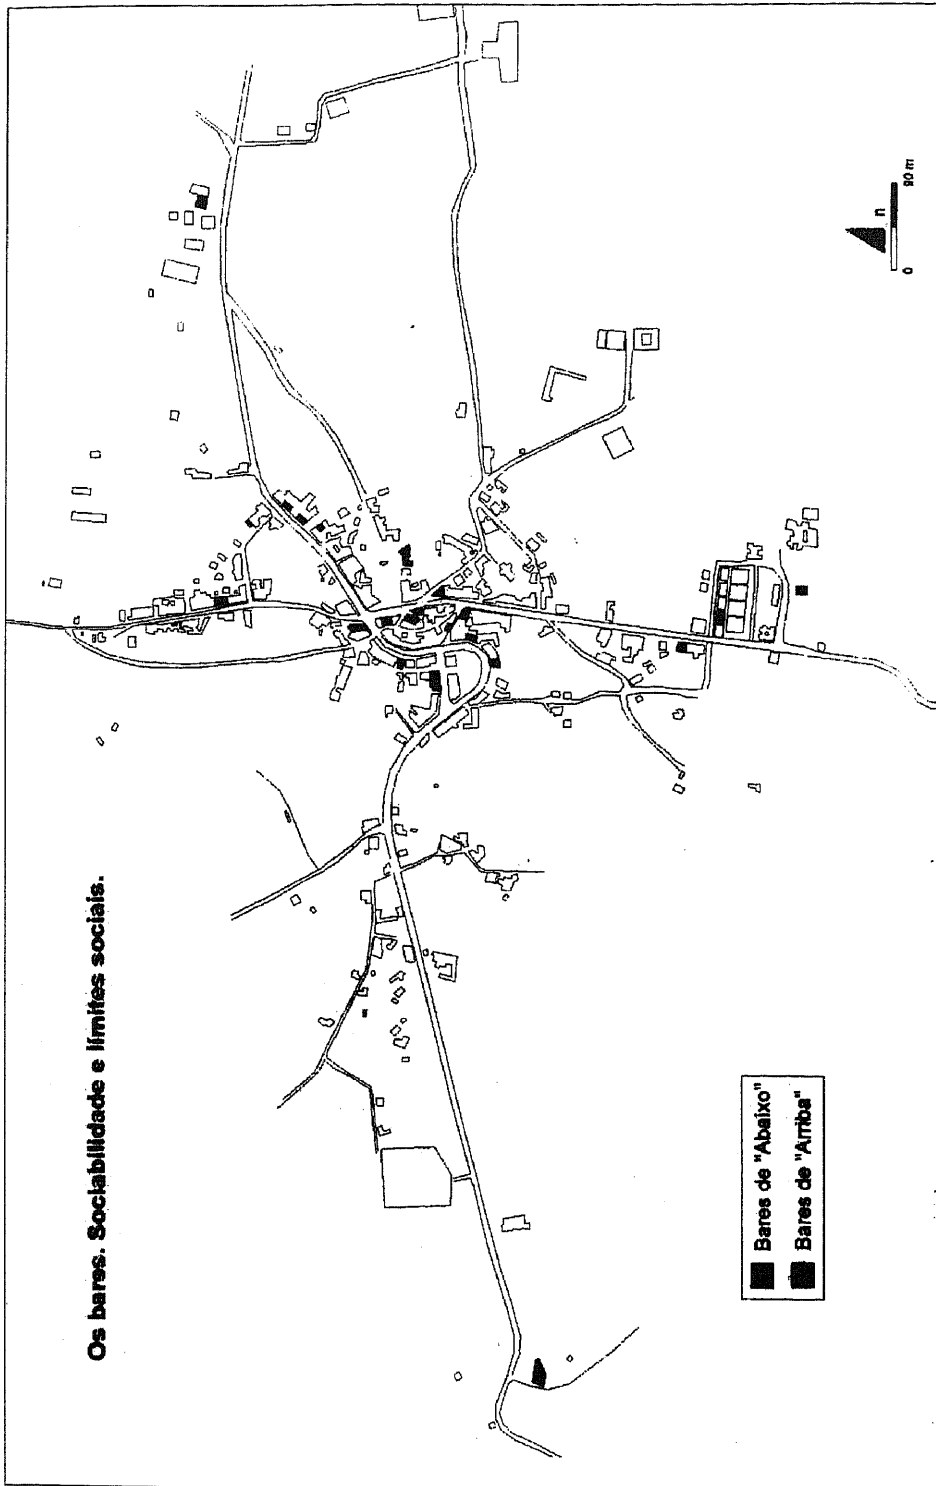 Os bares. Sociabilidade e límites sociais.
Bares de "Abaixo"
Bares de "Arriba"
n
0 90 m